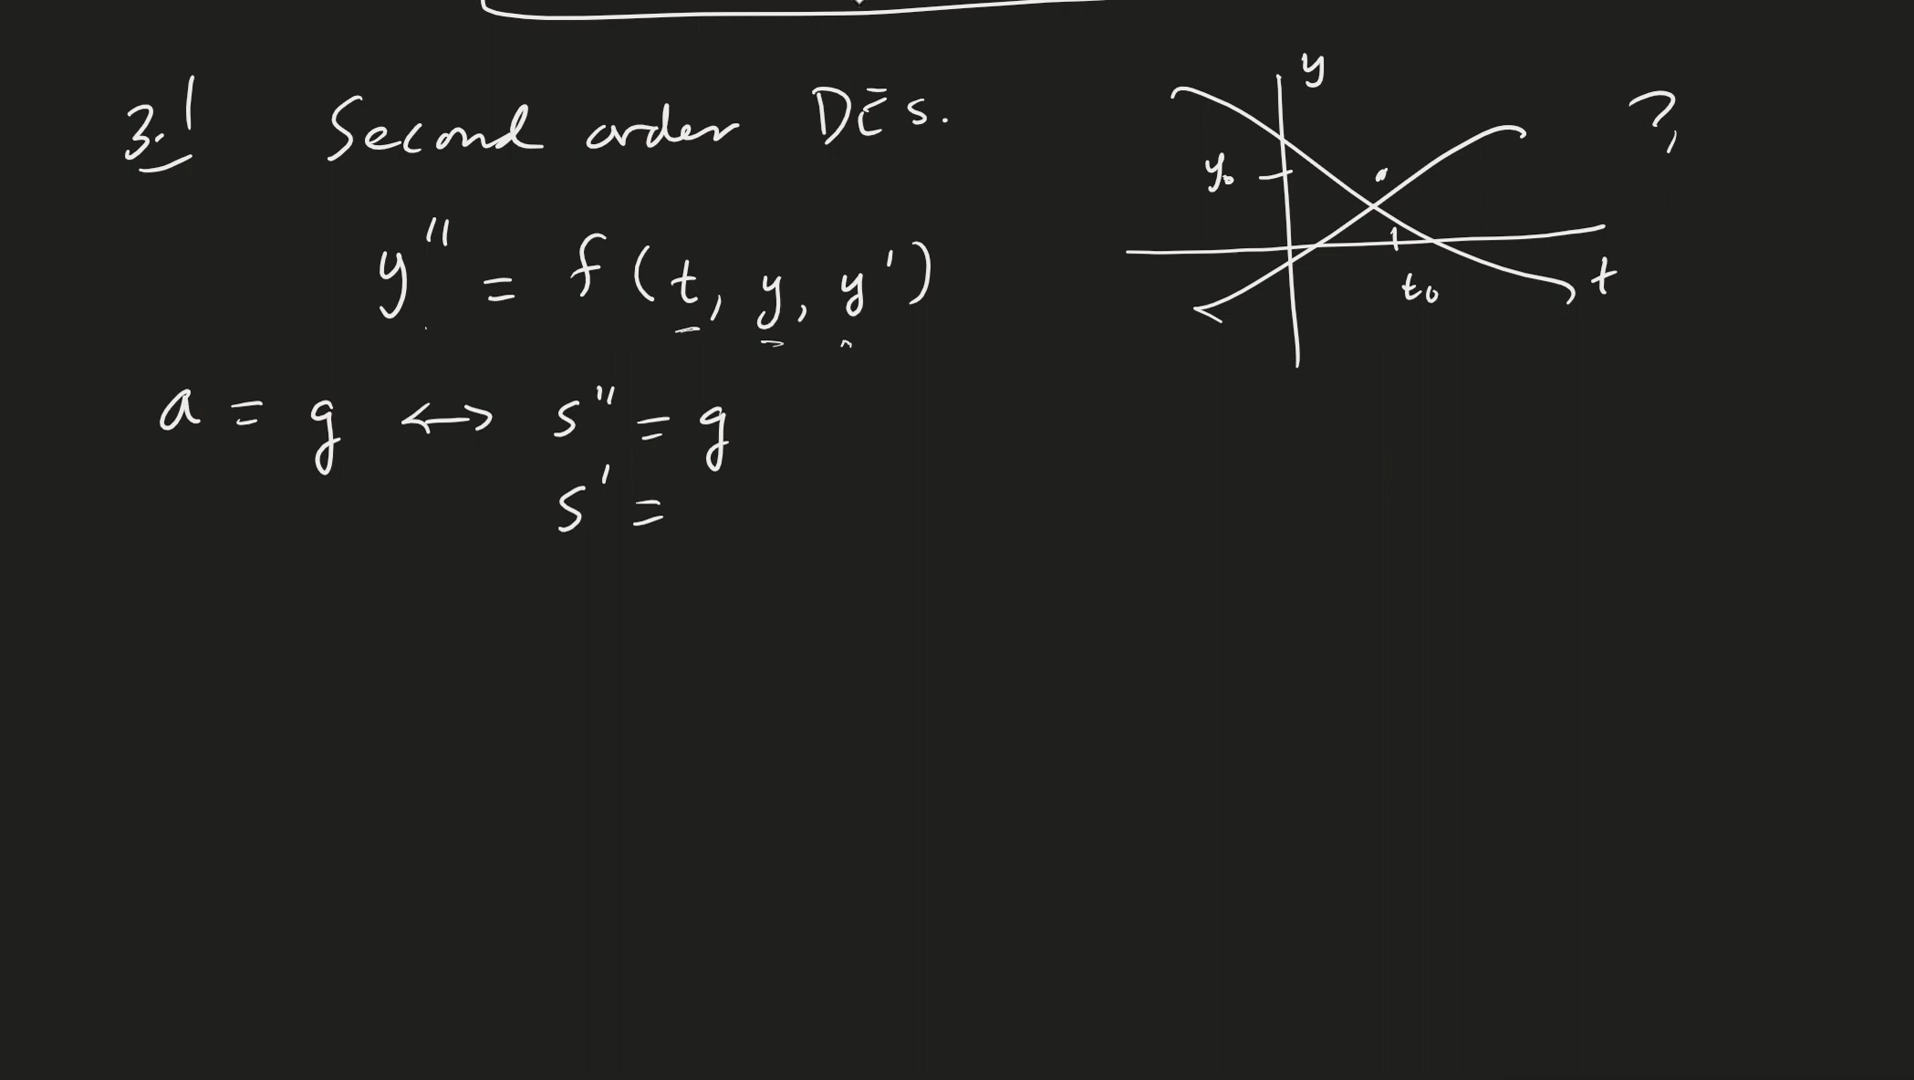 3.1 Second order DEs.
y'' = f(t, y, y')
a = g ↔ s'' = g
s' =
y
y₀
t₀
t
?